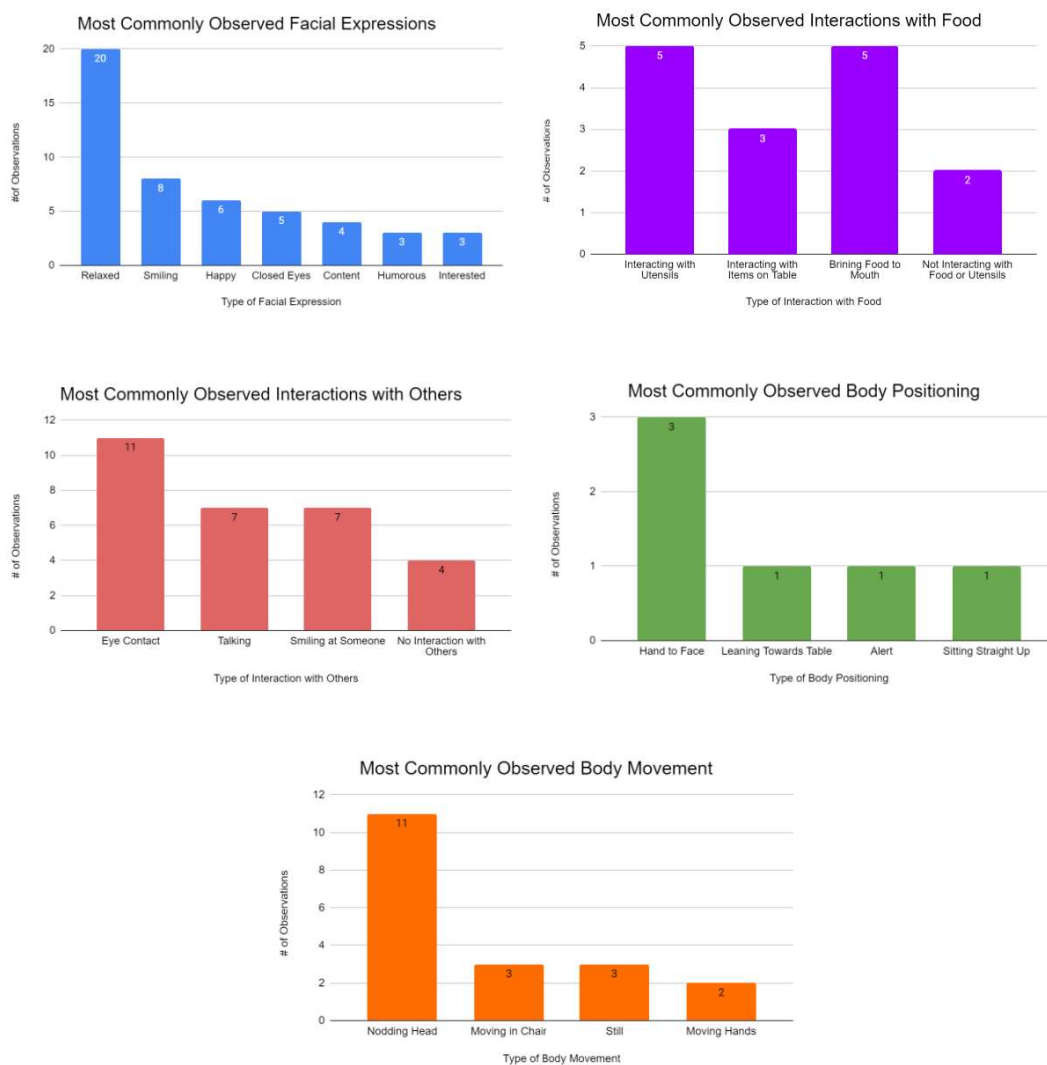 Most Commonly Observed Facial Expressions
#of Observations
20
15
10
5
0
20
8
6
5
4
3
3
Relaxed
Smiling
Happy
Closed Eyes
Content
Humorous
Interested
Type of Facial Expression
Most Commonly Observed Interactions with Food
# of Observations
5
4
3
2
1
0
5
3
5
2
Interacting with
Utensils
Interacting with
Items on Table
Brining Food to
Mouth
Not Interacting with
Food or Utensils
Type of Interaction with Food
Most Commonly Observed Interactions with Others
# of Observations
12
10
8
6
4
2
0
11
7
7
4
Eye Contact
Talking
Smiling at Someone
No Interaction with
Others
Type of Interaction with Others
Most Commonly Observed Body Positioning
# of Observations
3
2
1
0
3
1
1
1
Hand to Face
Leaning Towards Table
Alert
Sitting Straight Up
Type of Body Positioning
Most Commonly Observed Body Movement
# of Observations
12
10
8
6
4
2
0
11
3
3
2
Nodding Head
Moving in Chair
Still
Moving Hands
Type of Body Movement